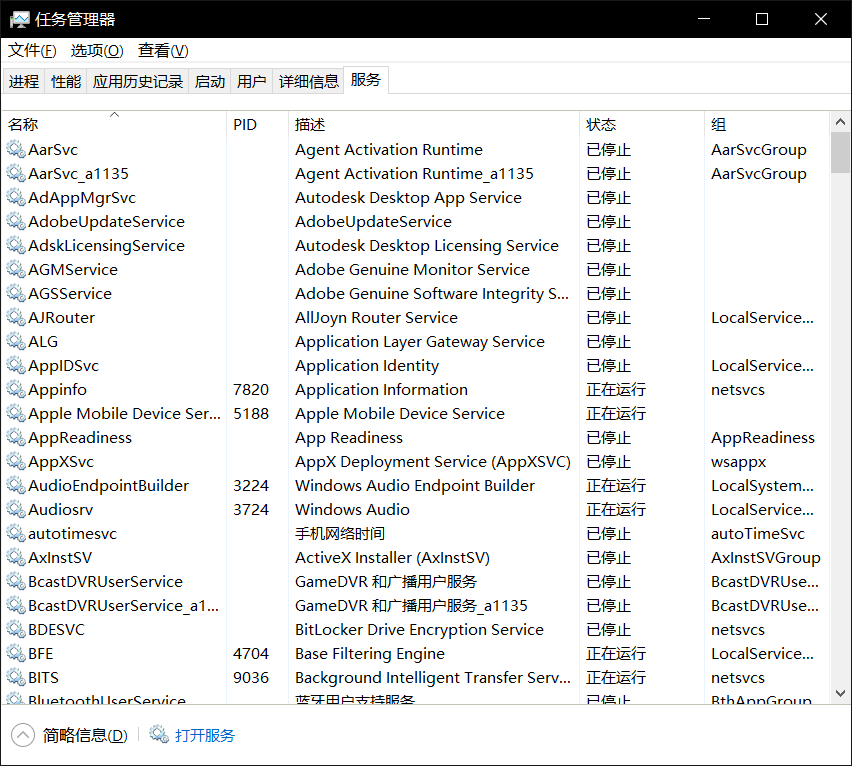 任务管理器
文件(F) 选项(O) 查看(V)
进程 性能 应用历史记录 启动 用户 详细信息 服务
名称 PID 描述 状态 组
AarSvc Agent Activation Runtime 已停止 AarSvcGroup
AarSvc_a1135 Agent Activation Runtime_a1135 已停止 AarSvcGroup
AdAppMgrSvc Autodesk Desktop App Service 已停止
AdobeUpdateService AdobeUpdateService 已停止
AdskLicensingService Autodesk Desktop Licensing Service 已停止
AGMService Adobe Genuine Monitor Service 已停止
AGSService Adobe Genuine Software Integrity S... 已停止
AJRouter AllJoyn Router Service 已停止 LocalService...
ALG Application Layer Gateway Service 已停止
AppIDSvc Application Identity 已停止 LocalService...
Appinfo 7820 Application Information 正在运行 netsvcs
Apple Mobile Device Ser... 5188 Apple Mobile Device Service 正在运行
AppReadiness App Readiness 已停止 AppReadiness
AppXSvc AppX Deployment Service (AppXSVC) 已停止 wsappx
AudioEndpointBuilder 3224 Windows Audio Endpoint Builder 正在运行 LocalSystem...
Audiosrv 3724 Windows Audio 正在运行 LocalService...
autotimesvc 手机网络时间 已停止 autoTimeSvc
AxInstSV ActiveX Installer (AxInstSV) 已停止 AxInstSVGroup
BcastDVRUserService GameDVR 和广播用户服务 已停止 BcastDVRUse...
BcastDVRUserService_a1... GameDVR 和广播用户服务_a1135 已停止 BcastDVRUse...
BDESVC BitLocker Drive Encryption Service 已停止 netsvcs
BFE 4704 Base Filtering Engine 正在运行 LocalService...
BITS 9036 Background Intelligent Transfer Serv... 正在运行 netsvcs
BluetoothUserService 蓝牙用户支持服务 已停止 BthAppGroup
简略信息(D) 打开服务